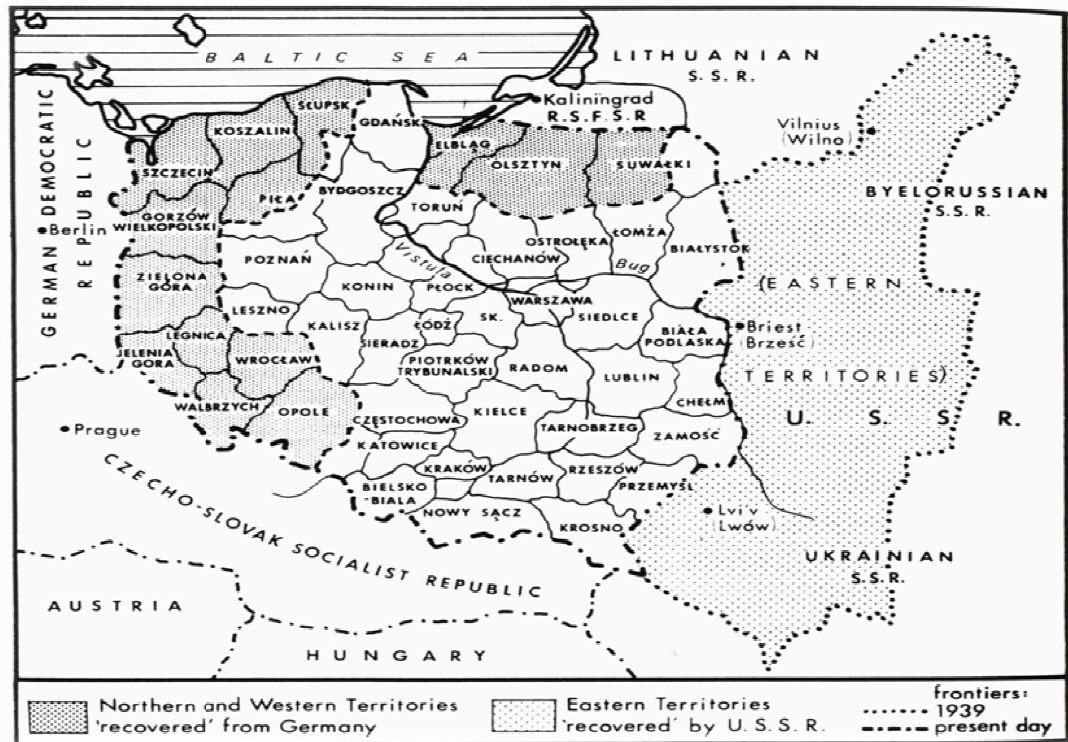 BALTIC SEA
LITHUANIAN
S.S.R.
Kaliningrad
R.S.F.S.R
GERMAN DEMOCRATIC
REPUBLIC
SŁUPSK
KOSZALIN
GDAŃSK
ELBLĄG
OLSZTYN
SUWAŁKI
Vilnius
(Wilno)
SZCZECIN
PIŁA
BYDGOSZCZ
TORUŃ
BYELORUSSIAN
S.S.R.
Berlin
GORZÓW
WIELKOPOLSKI
POZNAŃ
Vistula
CIECHANÓW
OSTROŁĘKA
ŁOMŻA
BIAŁYSTOK
Bug
ZIELONA
GÓRA
KONIN
PŁOCK
WARSZAWA
(EASTERN
LESZNO
KALISZ
ŁÓDŹ
SK.
SIEDLCE
LEGNICA
SIERADZ
BIAŁA
PODLASKA
Briest
(Brześć)
JELENIA
GÓRA
WROCŁAW
PIOTRKÓW
TRYBUNALSKI
RADOM
LUBLIN
TERRITORIES)
CHEŁM
WALBRZYCH
OPOLE
CZĘSTOCHOWA
KIELCE
TARNOBRZEG
ZAMOŚĆ
U. S. S. R.
Prague
KATOWICE
KRAKÓW
TARNÓW
RZESZÓW
PRZEMYŚL
BIELSKO
-BIALA
NOWY SĄCZ
KROSNO
Lviv
(Lwów)
CZECHO-SLOVAK SOCIALIST REPUBLIC
UKRAINIAN
S.S.R.
AUSTRIA
HUNGARY
Northern and Western Territories
'recovered' from Germany
Eastern Territories
'recovered' by U.S.S.R.
frontiers:
1939
present day